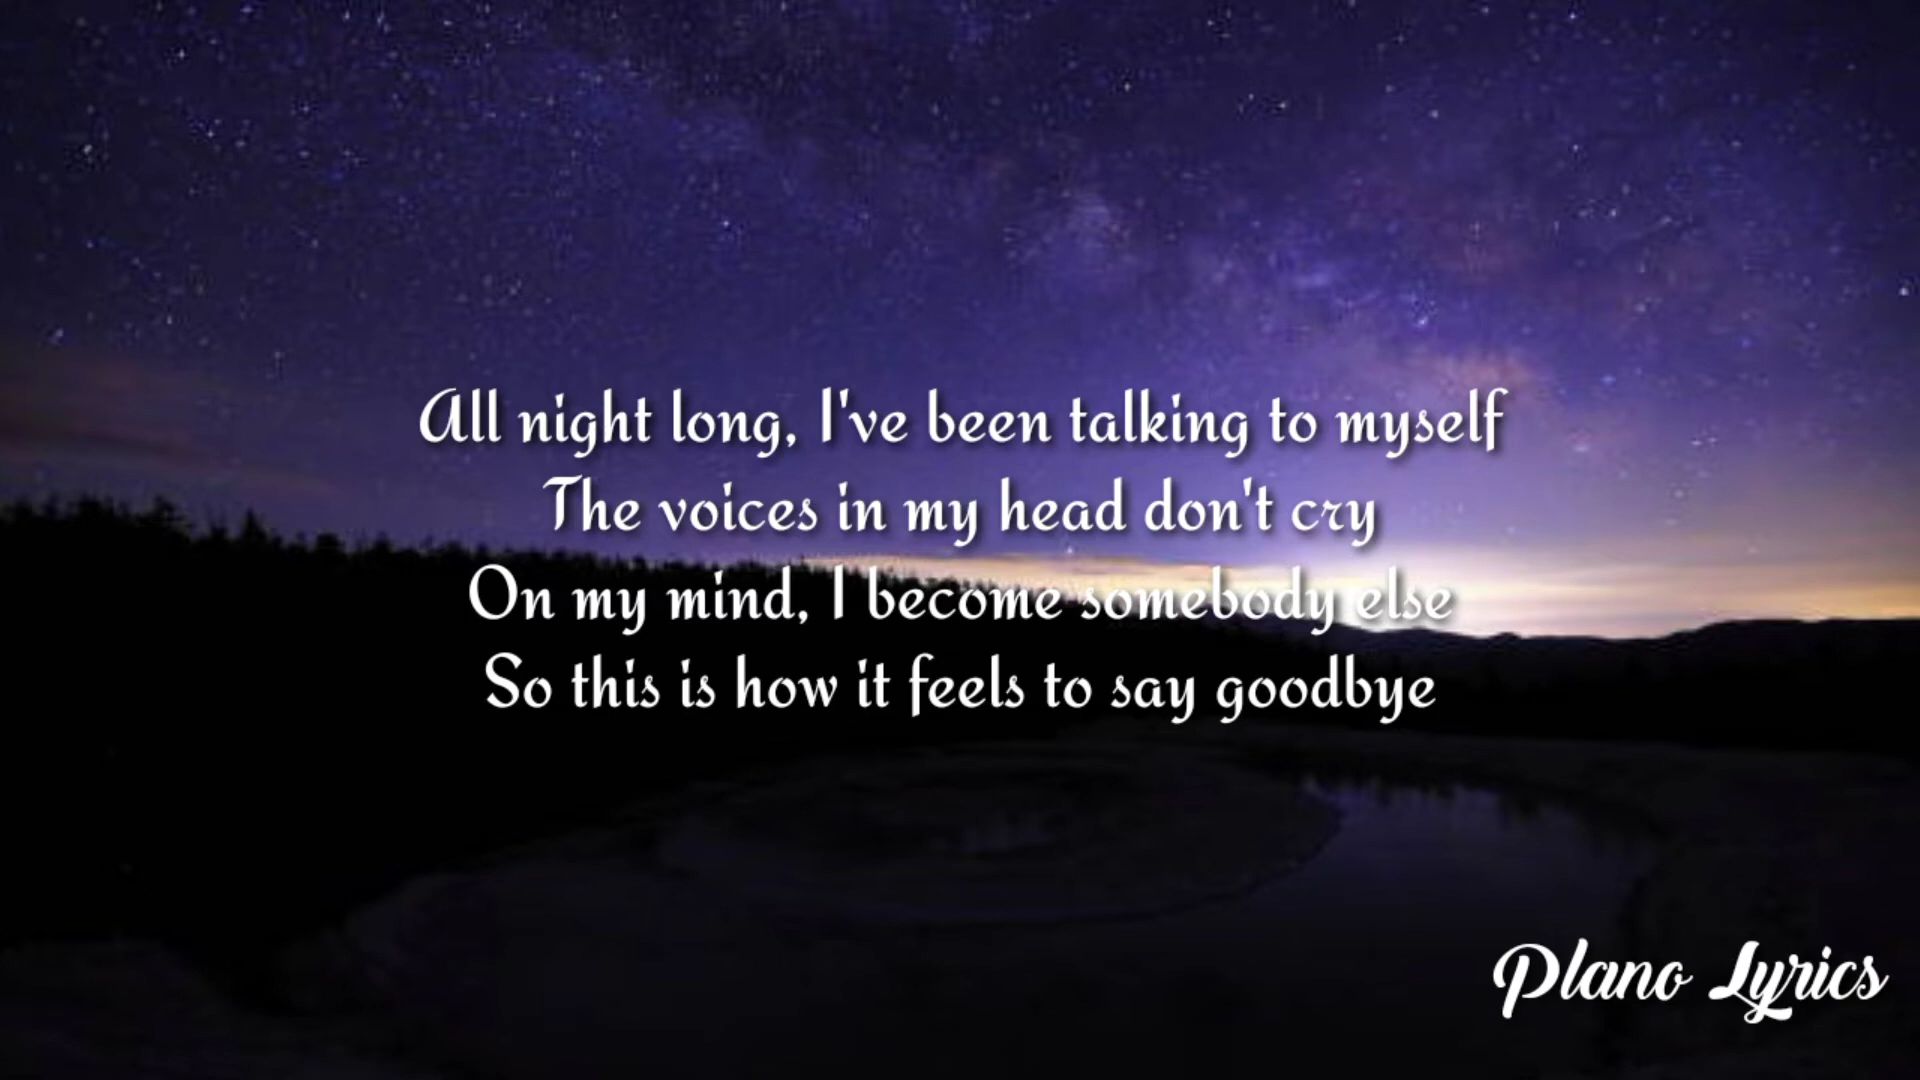 All night long, I've been talking to myself
The voices in my head don't cry
On my mind, I become somebody else
So this is how it feels to say goodbye
Plano Lyrics